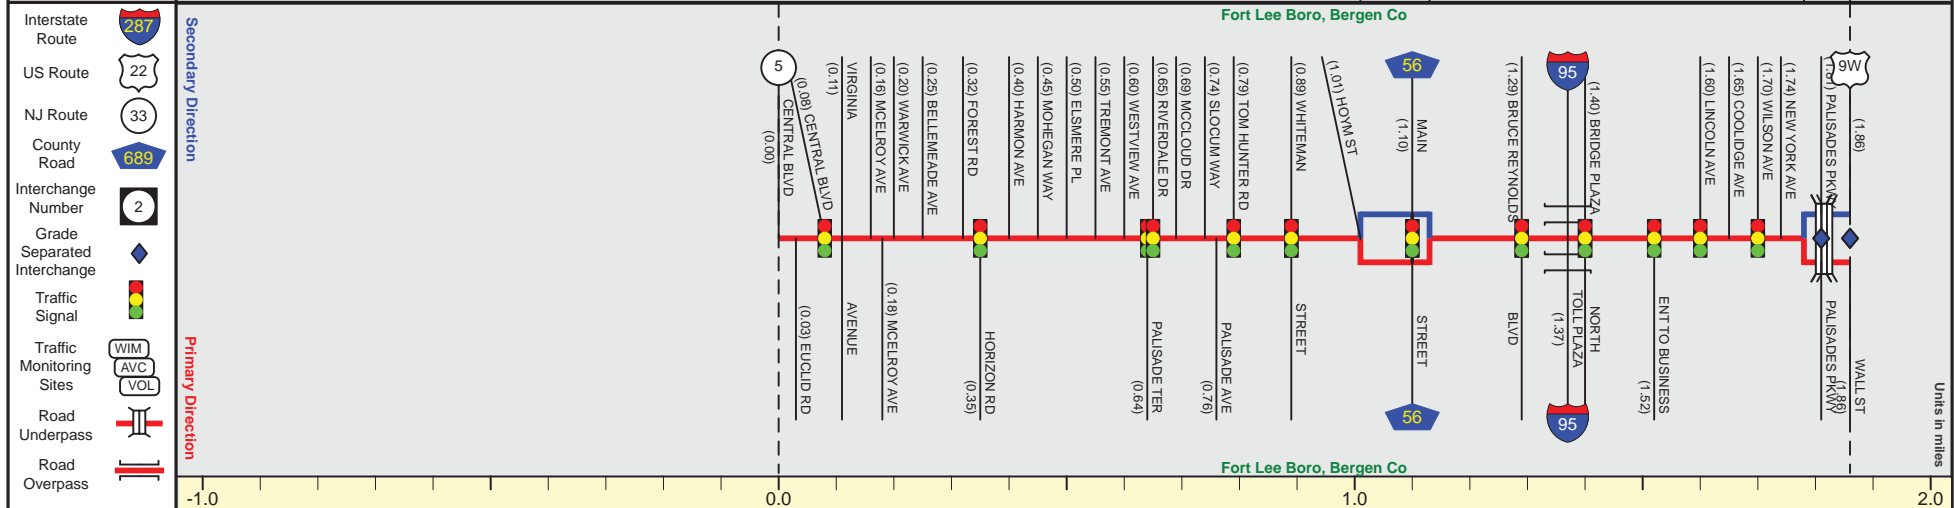 Interstate
Route
287
US Route
22
NJ Route
33
County
Road
689
Interchange
Number
2
Grade
Separated
Interchange
Traffic
Signal
Traffic
Monitoring
Sites
WIM
AVC
VOL
Road
Underpass
Road
Overpass
Secondary Direction
Primary Direction
Fort Lee Boro, Bergen Co
5
CENTRAL BLVD
(0.00)
(0.08) CENTRAL BLVD
VIRGINIA
(0.11)
(0.16) MCELROY AVE
(0.20) WARWICK AVE
(0.25) BELLEMEADE AVE
(0.32) FOREST RD
(0.40) HARMON AVE
(0.45) MOHEGAN WAY
(0.50) ELSMERE PL
(0.55) TREMONT AVE
(0.60) WESTVIEW AVE
(0.65) RIVERDALE DR
(0.69) MCCLOUD DR
(0.74) SLOCUM WAY
(0.79) TOM HUNTER RD
(0.89) WHITEMAN
(1.01) HOYM ST
56
MAIN
(1.10)
(1.29) BRUCE REYNOLDS
95
(1.40) BRIDGE PLAZA
(1.60) LINCOLN AVE
(1.65) COOLIDGE AVE
(1.70) WILSON AVE
(1.74) NEW YORK AVE
(1.81) PALISADES PKWY
9W
(1.86)
(0.03) EUCLID RD
AVENUE
(0.18) MCELROY AVE
HORIZON RD
(0.35)
PALISADE TER
(0.64)
PALISADE AVE
(0.76)
STREET
STREET
56
BLVD
TOLL PLAZA
(1.37)
95
NORTH
ENT TO BUSINESS
(1.52)
PALISADES PKWY
WALL ST
(1.86)
Units in miles
Fort Lee Boro, Bergen Co
-1.0
0.0
1.0
2.0